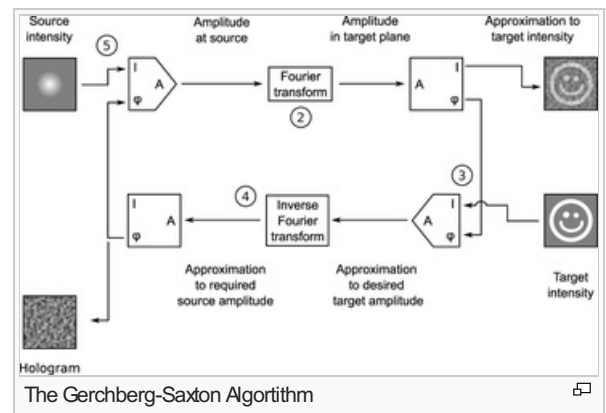 Source
intensity
Amplitude
at source
Amplitude
in target plane
Approximation to
target intensity
5
I
A
φ
Fourier
transform
2
A
I
φ
3
4
I
A
φ
Inverse
Fourier
transform
A
I
φ
Approximation
to required
source amplitude
Approximation
to desired
target amplitude
Target
intensity
Hologram
The Gerchberg-Saxton Algortithm